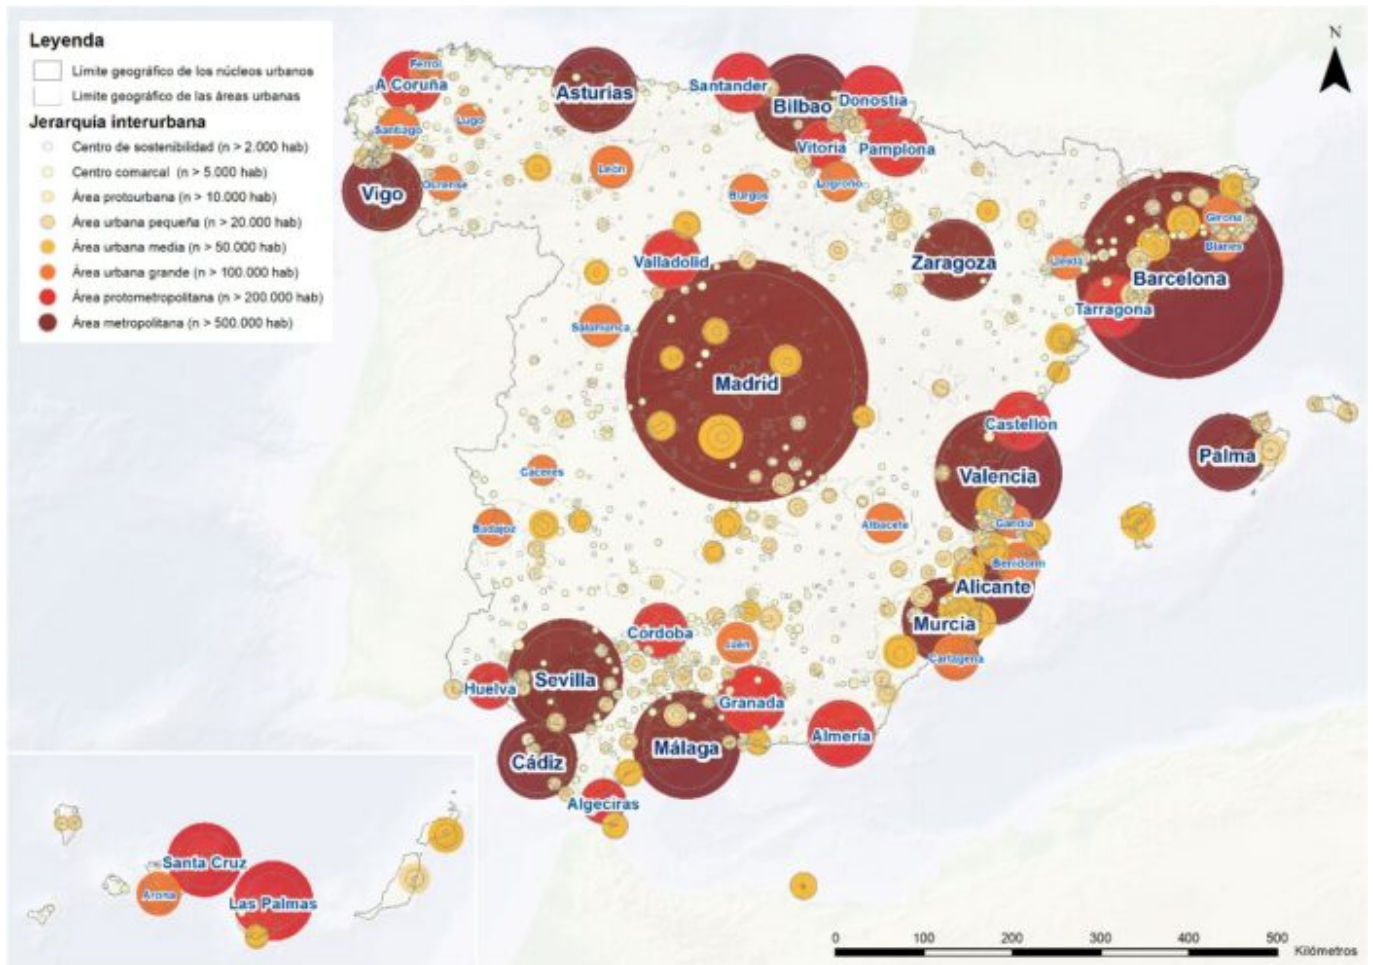 Leyenda
Límite geográfico de los núcleos urbanos
Límite geográfico de las áreas urbanas
Jerarquía interurbana
Centro de sostenibilidad (n > 2.000 hab)
Centro comarcal (n > 5.000 hab)
Área protourbana (n > 10.000 hab)
Área urbana pequeña (n > 20.000 hab)
Área urbana media (n > 50.000 hab)
Área urbana grande (n > 100.000 hab)
Área protometropolitana (n > 200.000 hab)
Área metropolitana (n > 500.000 hab)
N
Ferrol
A Coruña
Asturias
Santander
Bilbao
Donostia
Santiago
Lugo
Vitoria
Pamplona
León
Vigo
Ourense
Burgos
Logroño
Girona
Blanes
Valladolid
Zaragoza
Lleida
Barcelona
Tarragona
Salamanca
Madrid
Castellón
Palma
Cáceres
Valencia
Badajoz
Albacete
Gandia
Benidorm
Alicante
Murcia
Córdoba
Jaén
Cartagena
Huelva
Sevilla
Granada
Almería
Málaga
Cádiz
Algeciras
Santa Cruz
Arona
Las Palmas
0 100 200 300 400 500
Kilómetros